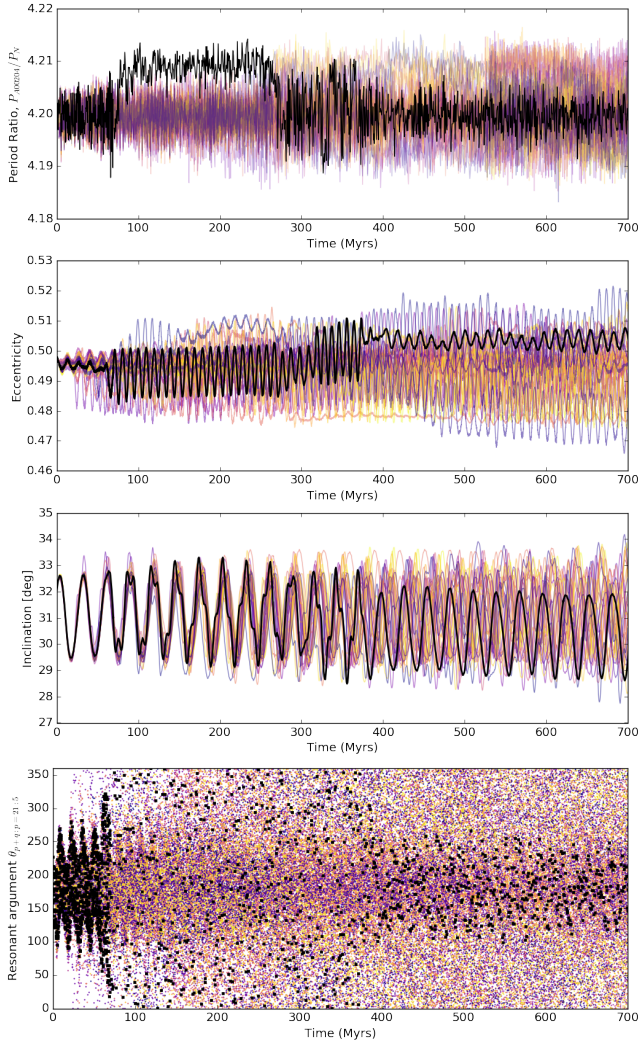 4.22
4.21
4.20
4.19
4.18
Period Ratio, P_{A00204}/P_N
0 100 200 300 400 500 600 700
Time (Myrs)
0.53
0.52
0.51
0.50
0.49
0.48
0.47
0.46
Eccentricity
0 100 200 300 400 500 600 700
Time (Myrs)
35
34
33
32
31
30
29
28
27
Inclination [deg]
0 100 200 300 400 500 600 700
Time (Myrs)
350
300
250
200
150
100
50
0
Resonant argument θ_{p+q:p=21:5}
0 100 200 300 400 500 600 700
Time (Myrs)